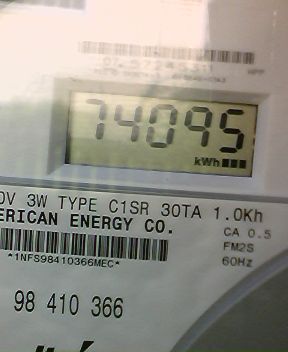 74095
kWh
0V 3W TYPE C1SR 30TA 1.0Kh
ERICAN ENERGY CO.
CA 0.5
FM2S
*1NFS98410366MEC*
60Hz
98 410 366